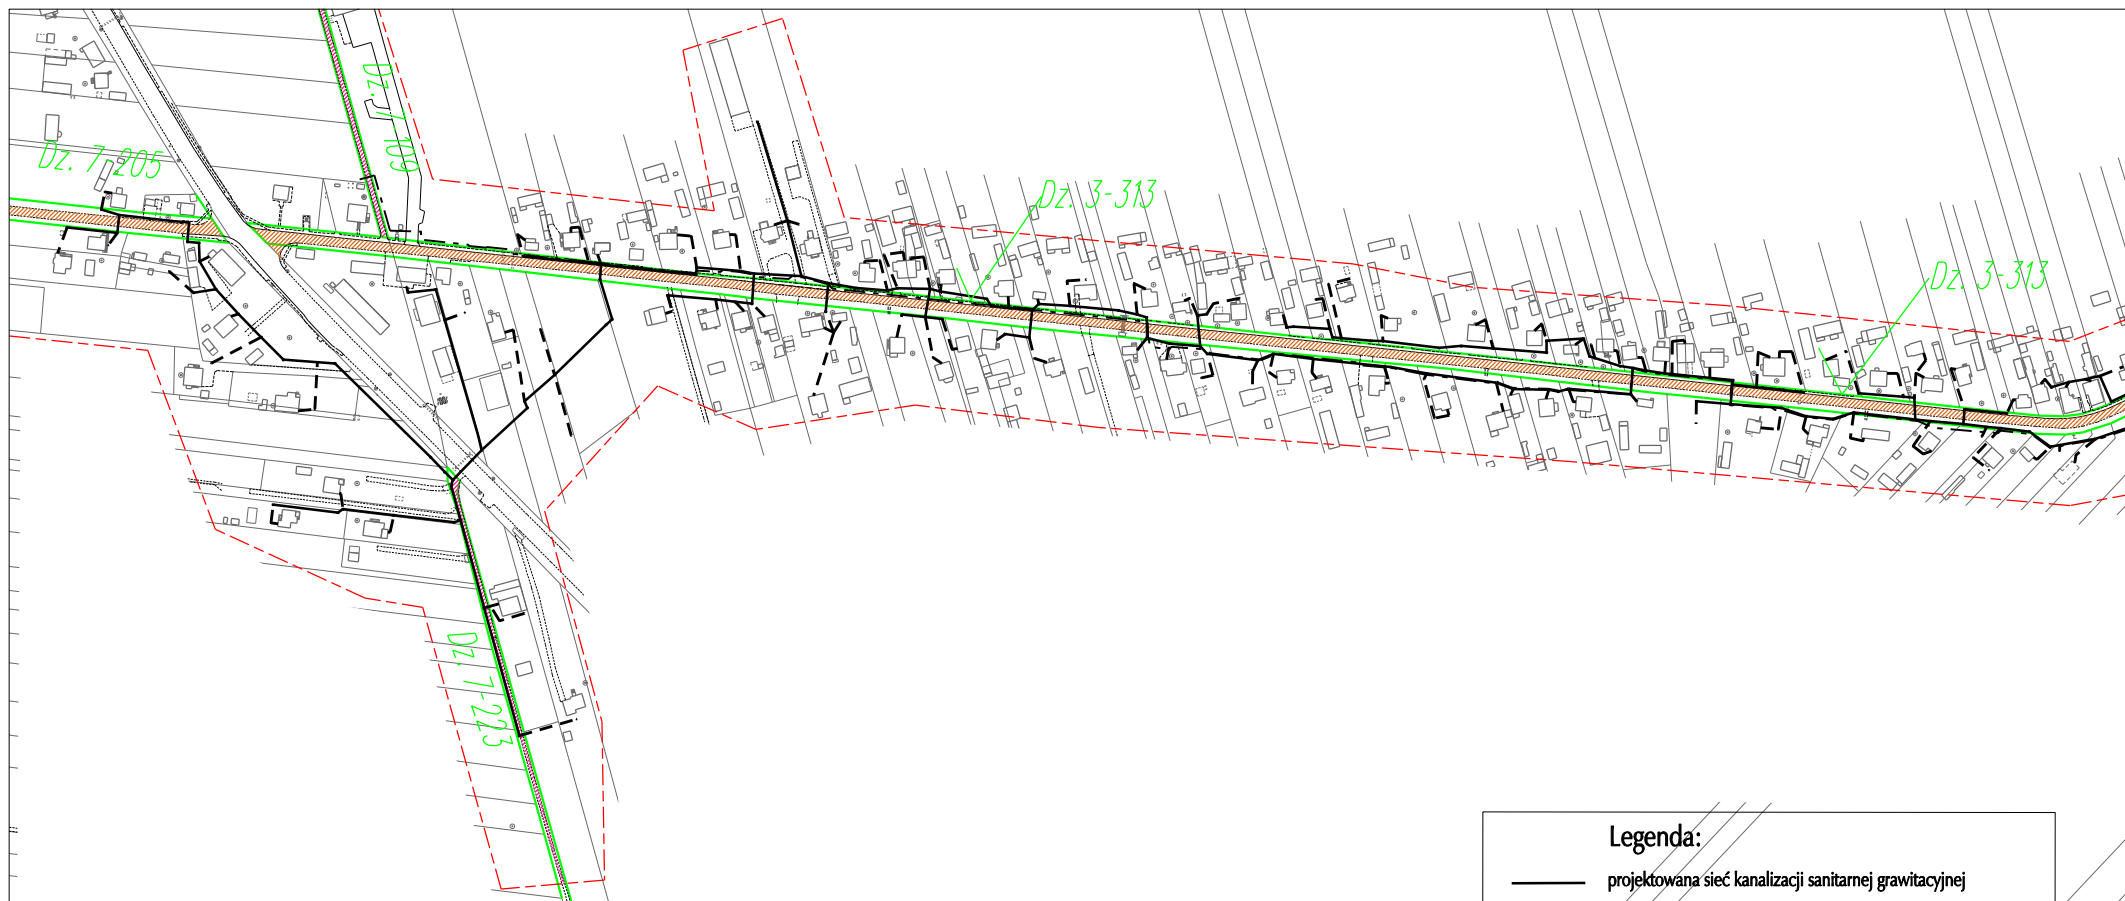 Dz. 7-109
Dz. 7-205
Dz. 3-313
Dz. 3-313
Dz. 7-223
Legenda:
projektowana sieć kanalizacji sanitarnej grawitacyjnej